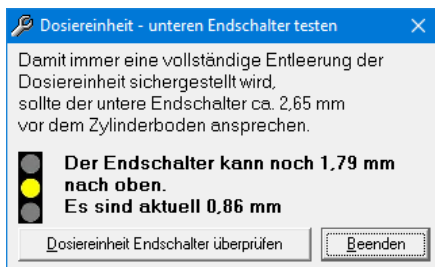 Dosiereinheit - unteren Endschalter testen
Damit immer eine vollständige Entleerung der
Dosiereinheit sichergestellt wird,
sollte der untere Endschalter ca. 2,65 mm
vor dem Zylinderboden ansprechen.
Der Endschalter kann noch 1,79 mm
nach oben.
Es sind aktuell 0,86 mm
Dosiereinheit Endschalter überprüfen
Beenden